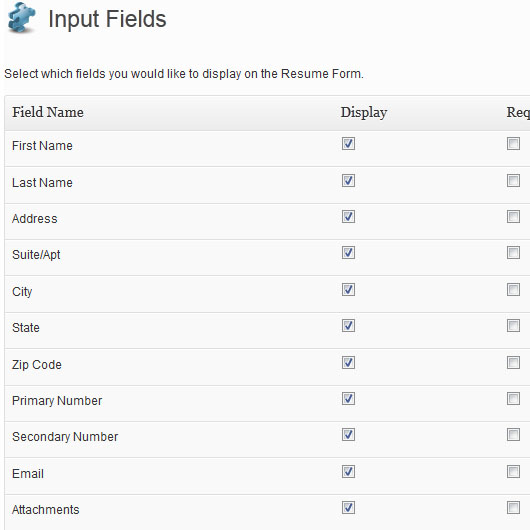 Input Fields
Select which fields you would like to display on the Resume Form.
Field Name Display Req
First Name
Last Name
Address
Suite/Apt
City
State
Zip Code
Primary Number
Secondary Number
Email
Attachments